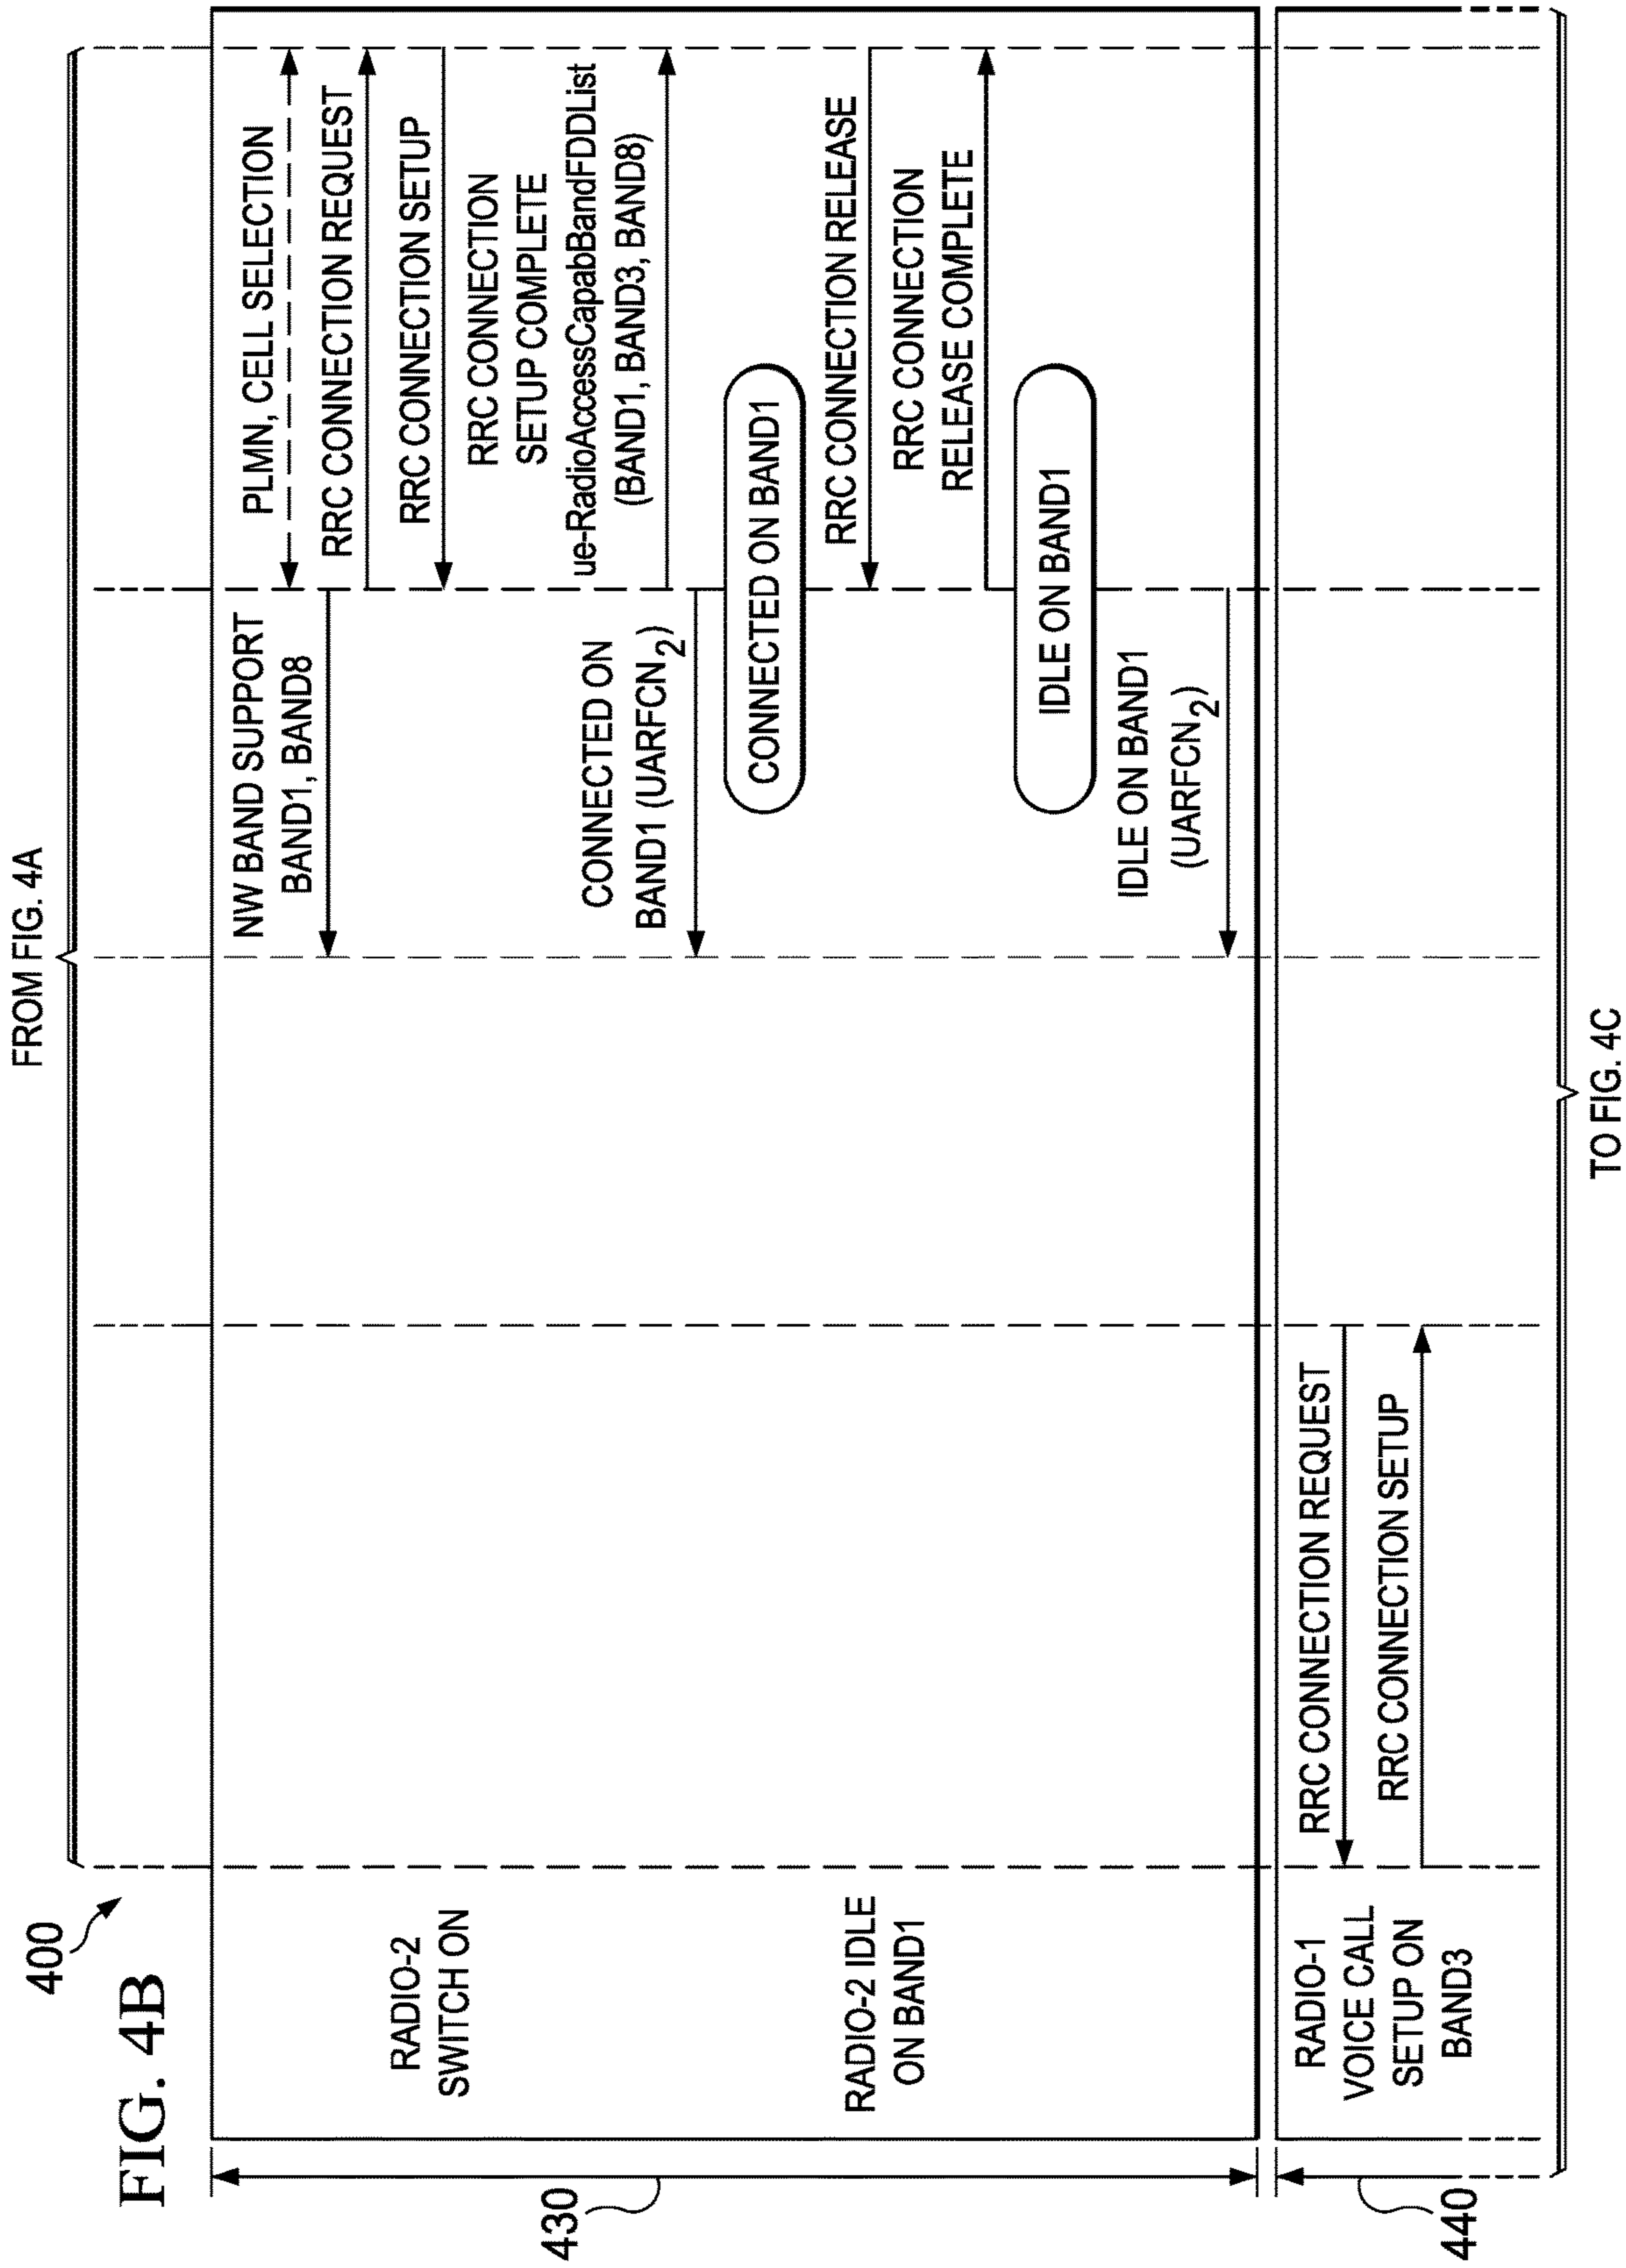 FIG. 4B
400
FROM FIG. 4A
430
RADIO-2
SWITCH ON
NW BAND SUPPORT
BAND1, BAND8
PLMN, CELL SELECTION
RRC CONNECTION REQUEST
RRC CONNECTION SETUP
RRC CONNECTION
SETUP COMPLETE
ue-RadioAccessCapabBandFDDList
(BAND1, BAND3, BAND8)
CONNECTED ON
BAND1 (UARFCN2)
CONNECTED ON BAND1
RADIO-2 IDLE
ON BAND1
RRC CONNECTION RELEASE
RRC CONNECTION
RELEASE COMPLETE
IDLE ON BAND1
IDLE ON BAND1
(UARFCN2)
440
RADIO-1
VOICE CALL
SETUP ON
BAND3
RRC CONNECTION REQUEST
RRC CONNECTION SETUP
TO FIG. 4C